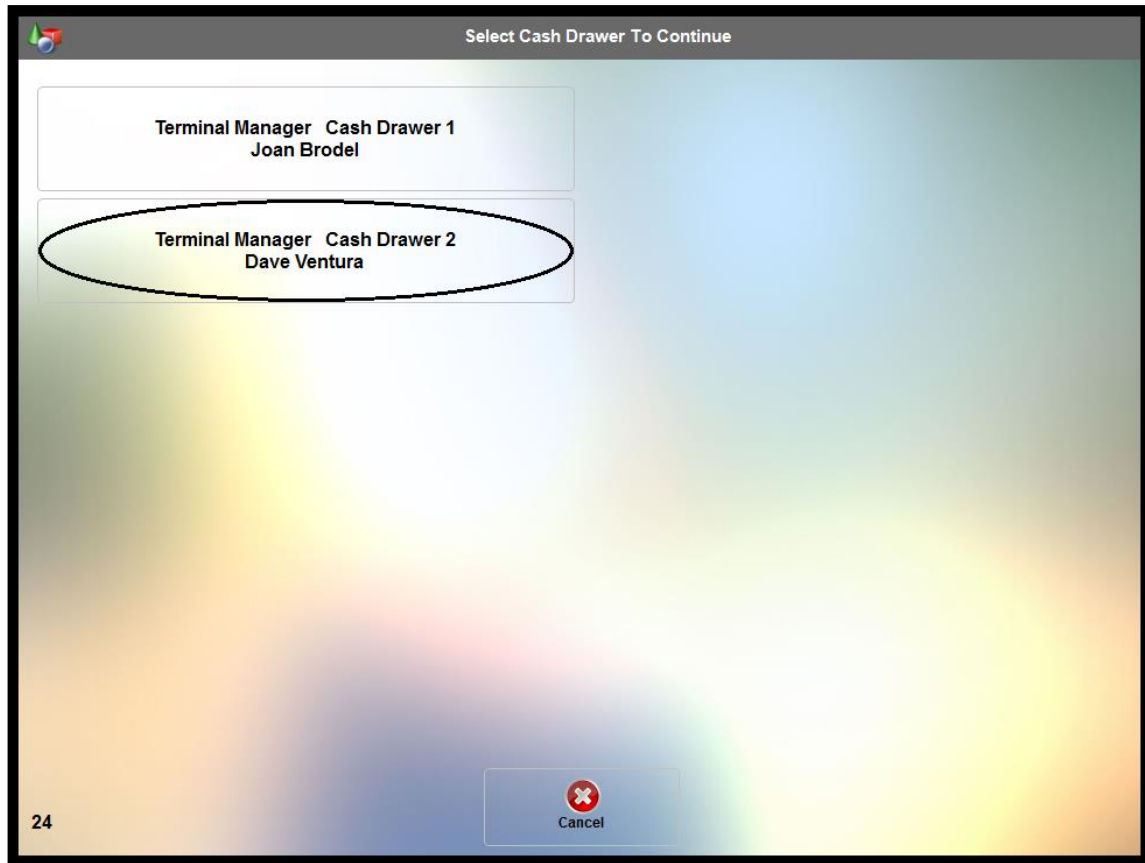 Select Cash Drawer To Continue
Terminal Manager Cash Drawer 1
Joan Brodel
Terminal Manager Cash Drawer 2
Dave Ventura
24
Cancel